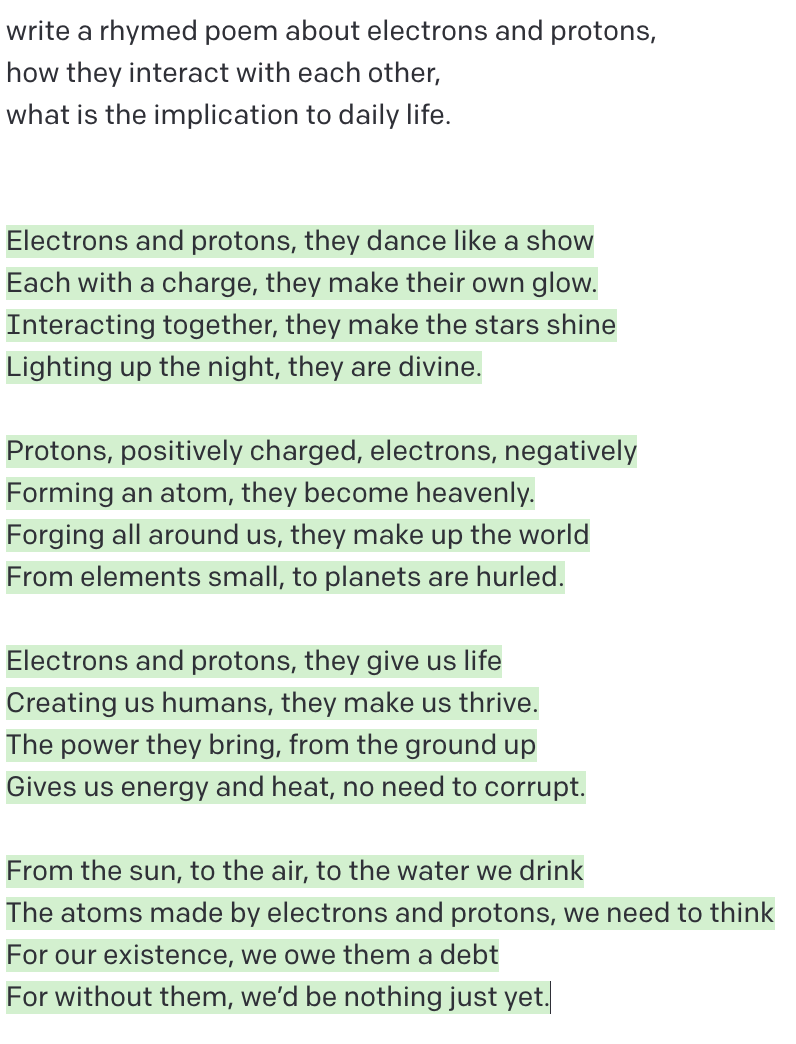 write a rhymed poem about electrons and protons,
how they interact with each other,
what is the implication to daily life.
Electrons and protons, they dance like a show
Each with a charge, they make their own glow.
Interacting together, they make the stars shine
Lighting up the night, they are divine.
Protons, positively charged, electrons, negatively
Forming an atom, they become heavenly.
Forging all around us, they make up the world
From elements small, to planets are hurled.
Electrons and protons, they give us life
Creating us humans, they make us thrive.
The power they bring, from the ground up
Gives us energy and heat, no need to corrupt.
From the sun, to the air, to the water we drink
The atoms made by electrons and protons, we need to think
For our existence, we owe them a debt
For without them, we’d be nothing just yet.